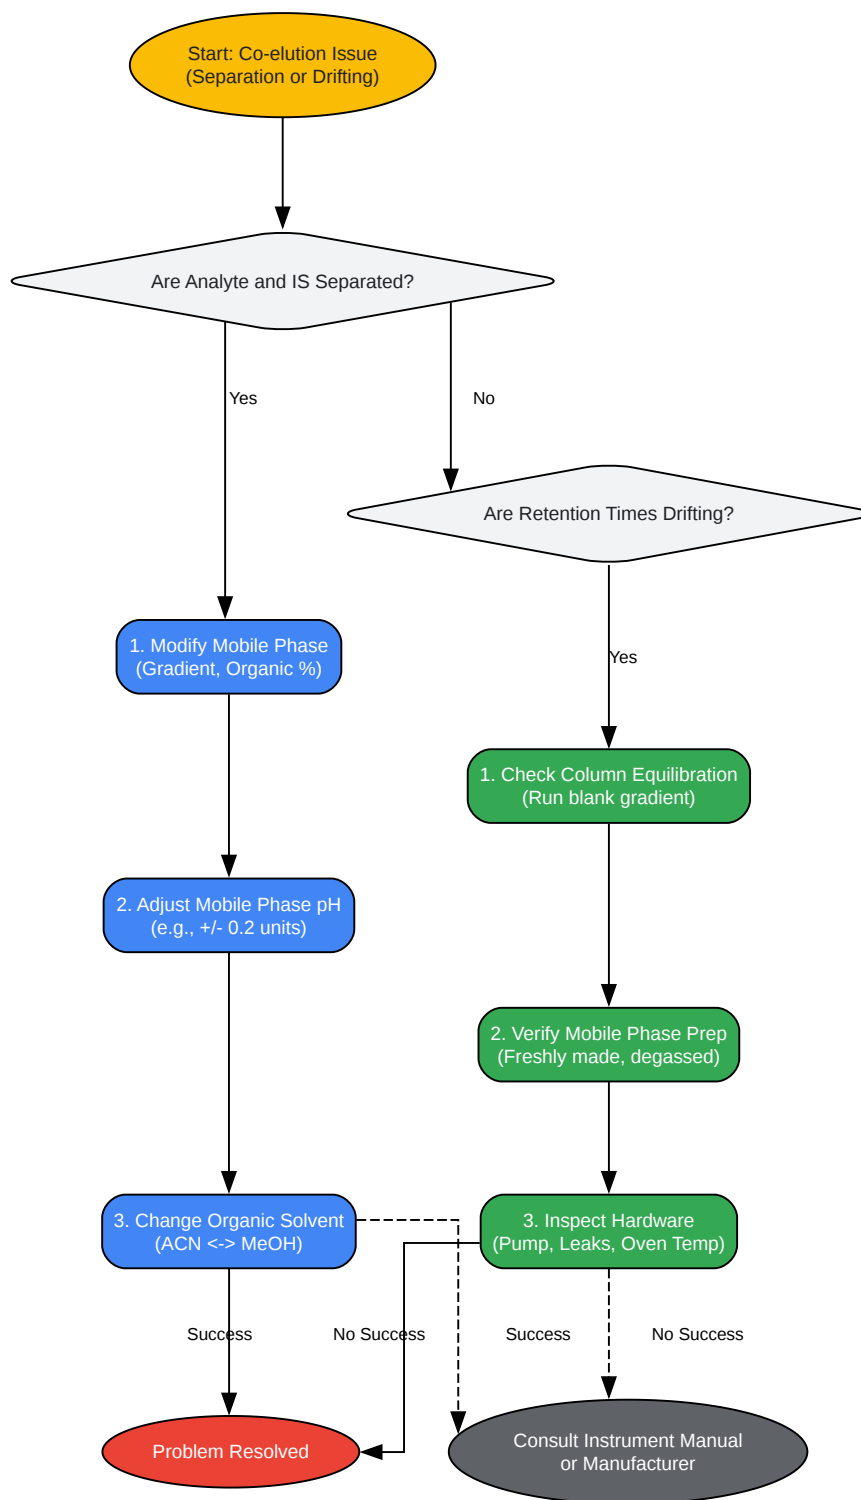 Start: Co-elution Issue
(Separation or Drifting)
Are Analyte and IS Separated?
Yes
No
Are Retention Times Drifting?
1. Modify Mobile Phase
(Gradient, Organic %)
Yes
1. Check Column Equilibration
(Run blank gradient)
2. Adjust Mobile Phase pH
(e.g., +/- 0.2 units)
2. Verify Mobile Phase Prep
(Freshly made, degassed)
3. Change Organic Solvent
(ACN <-> MeOH)
3. Inspect Hardware
(Pump, Leaks, Oven Temp)
Success
No Success
Success
No Success
Problem Resolved
Consult Instrument Manual
or Manufacturer